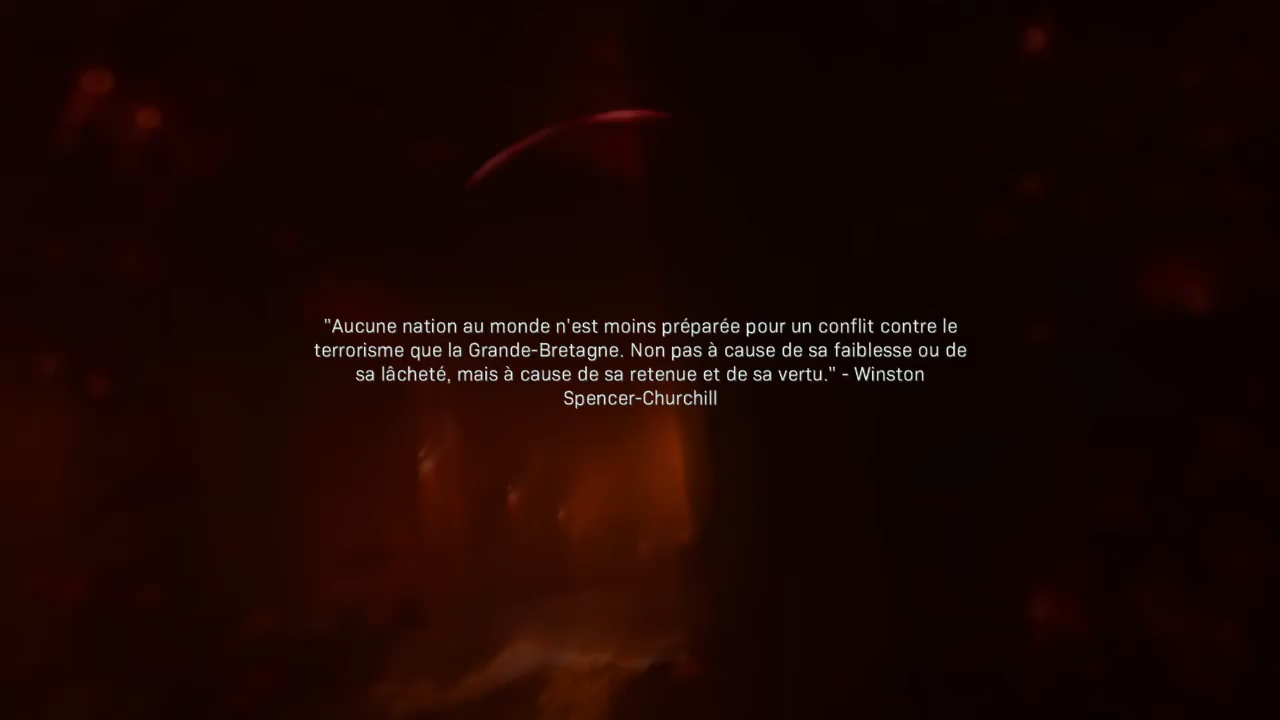 "Aucune nation au monde n'est moins préparée pour un conflit contre le
terrorisme que la Grande-Bretagne. Non pas à cause de sa faiblesse ou de
sa lâcheté, mais à cause de sa retenue et de sa vertu." - Winston
Spencer-Churchill